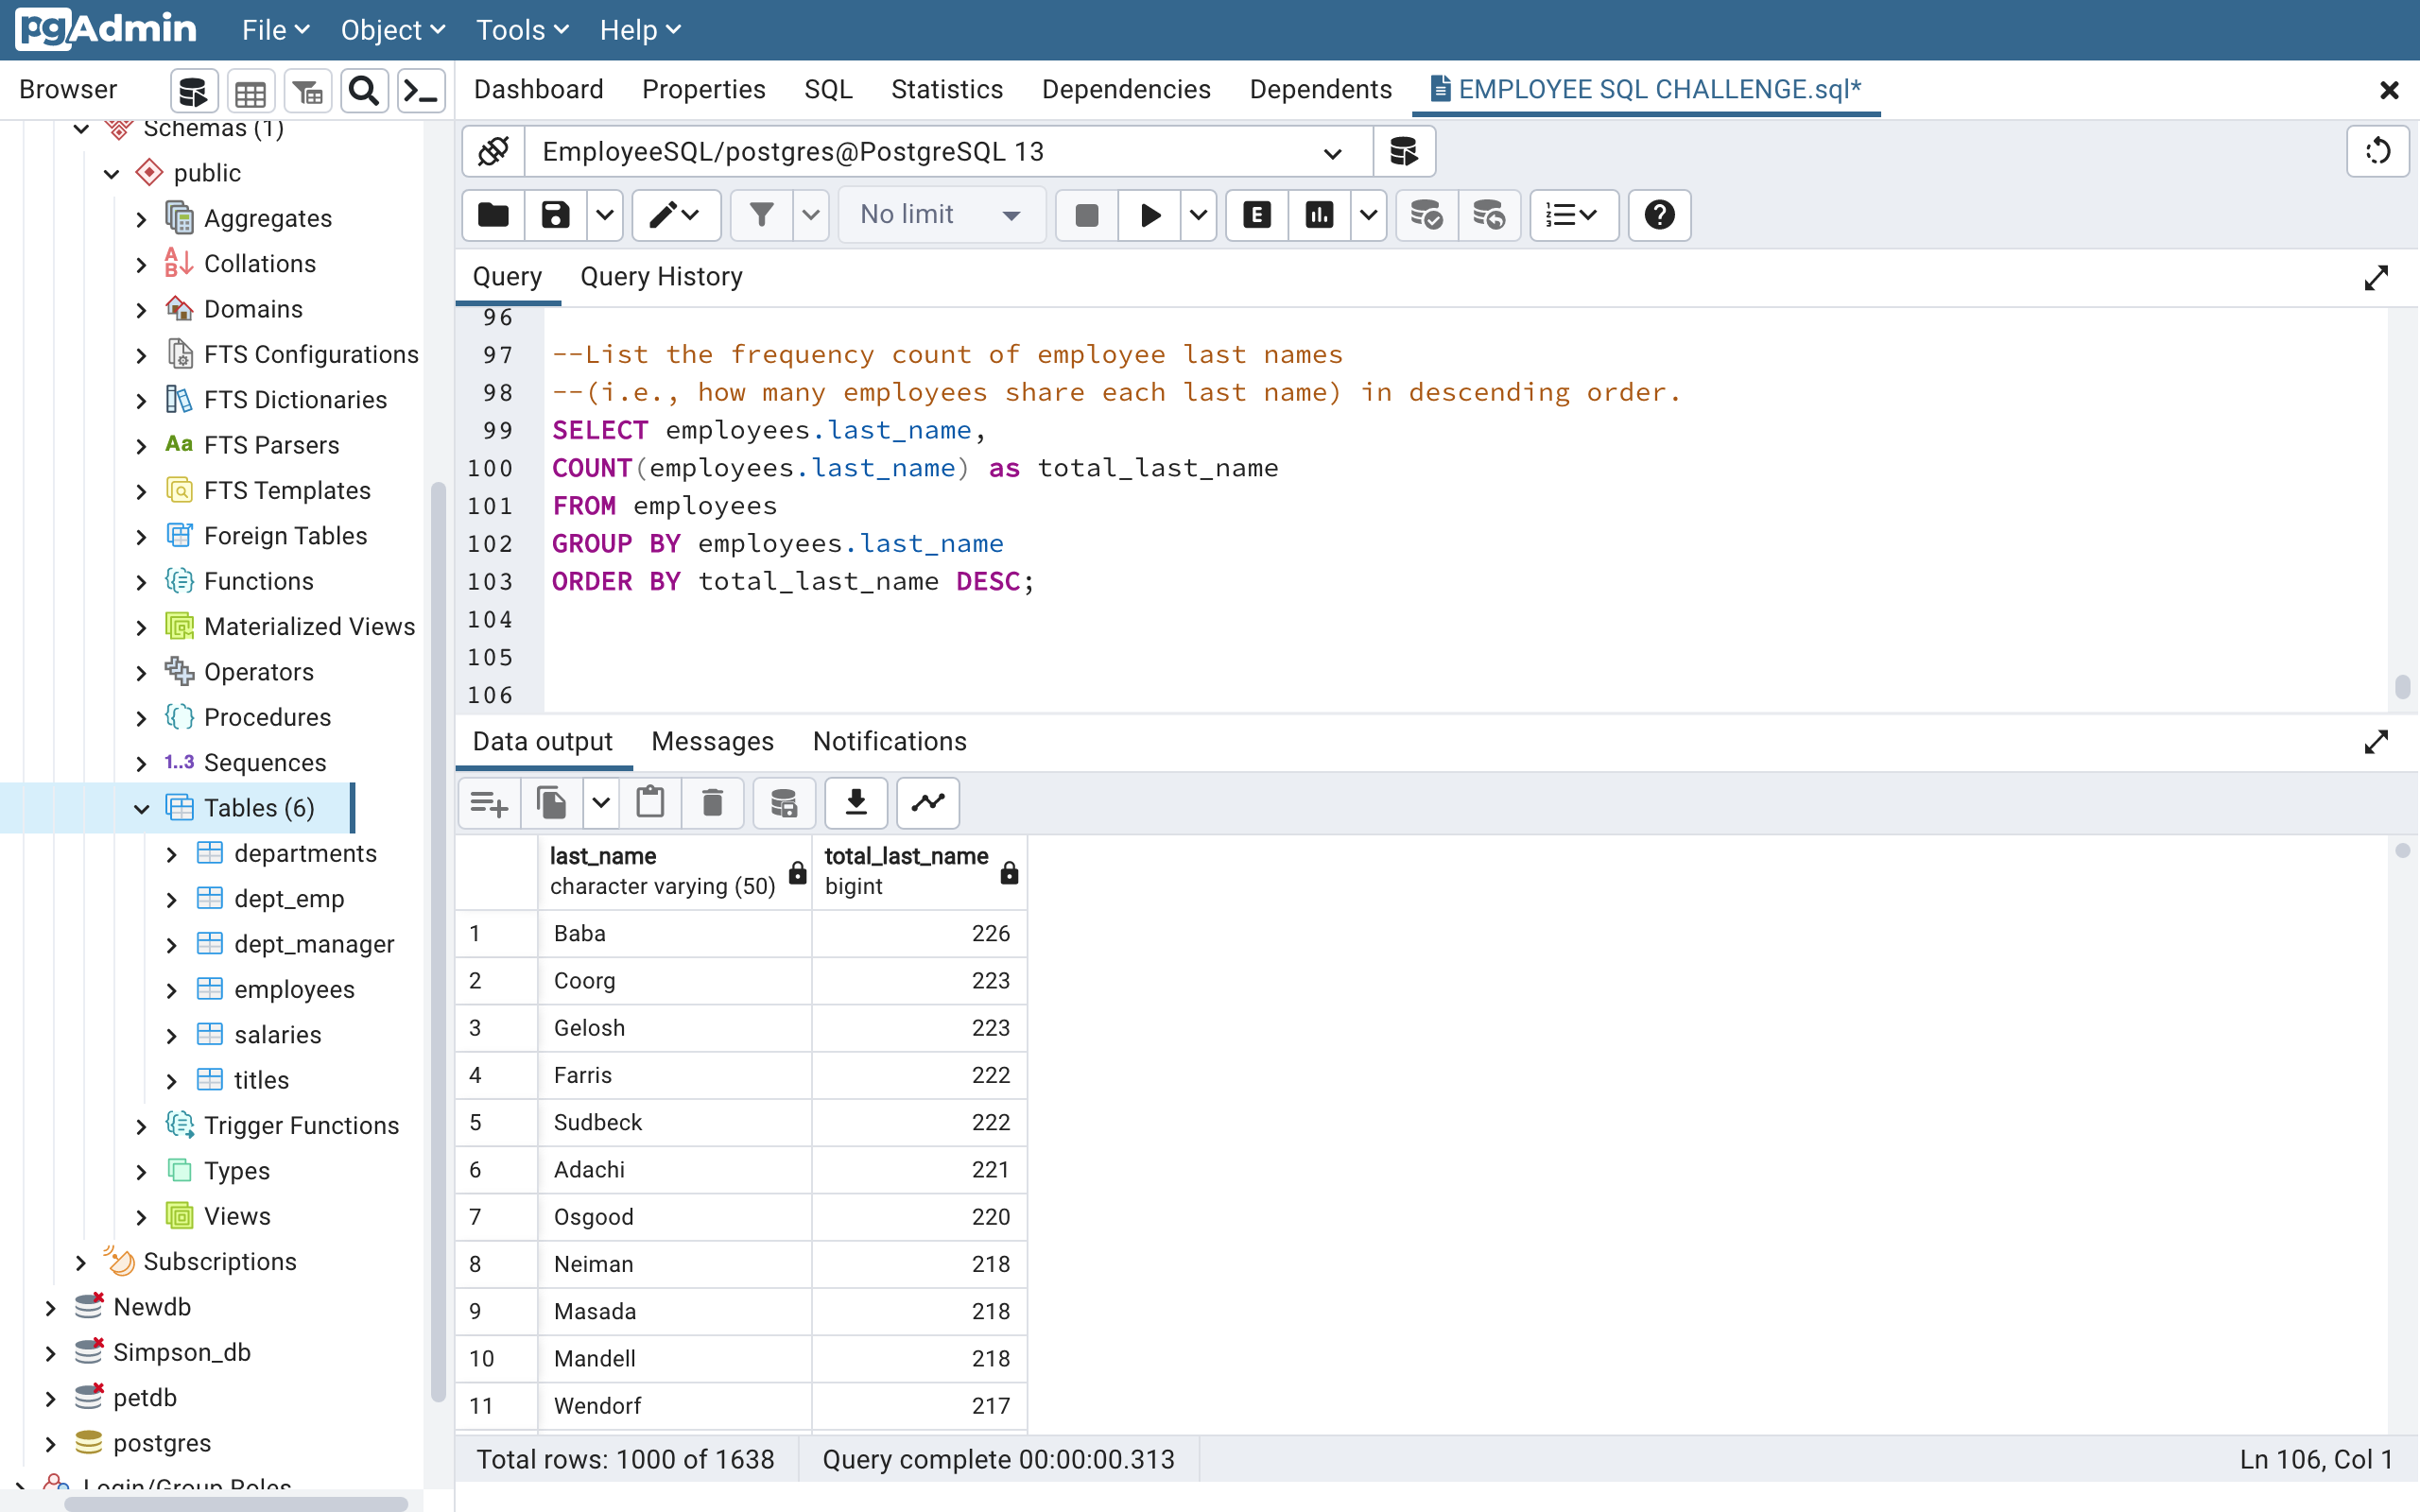 pgAdmin File Object Tools Help
Browser
Dashboard Properties SQL Statistics Dependencies Dependents EMPLOYEE SQL CHALLENGE.sql*
Schemas (1)
public
Aggregates
Collations
Domains
FTS Configurations
FTS Dictionaries
Aa FTS Parsers
FTS Templates
Foreign Tables
Functions
Materialized Views
Operators
Procedures
1..3 Sequences
Tables (6)
departments
dept_emp
dept_manager
employees
salaries
titles
Trigger Functions
Types
Views
Subscriptions
Newdb
Simpson_db
petdb
postgres
Login/Group Roles
EmployeeSQL/postgres@PostgreSQL 13
No limit
E
Query Query History
96
97 --List the frequency count of employee last names
98 --(i.e., how many employees share each last name) in descending order.
99 SELECT employees.last_name,
100 COUNT(employees.last_name) as total_last_name
101 FROM employees
102 GROUP BY employees.last_name
103 ORDER BY total_last_name DESC;
104
105
106
Data output Messages Notifications
last_name total_last_name
character varying (50) bigint
1 Baba 226
2 Coorg 223
3 Gelosh 223
4 Farris 222
5 Sudbeck 222
6 Adachi 221
7 Osgood 220
8 Neiman 218
9 Masada 218
10 Mandell 218
11 Wendorf 217
Total rows: 1000 of 1638 Query complete 00:00:00.313 Ln 106, Col 1